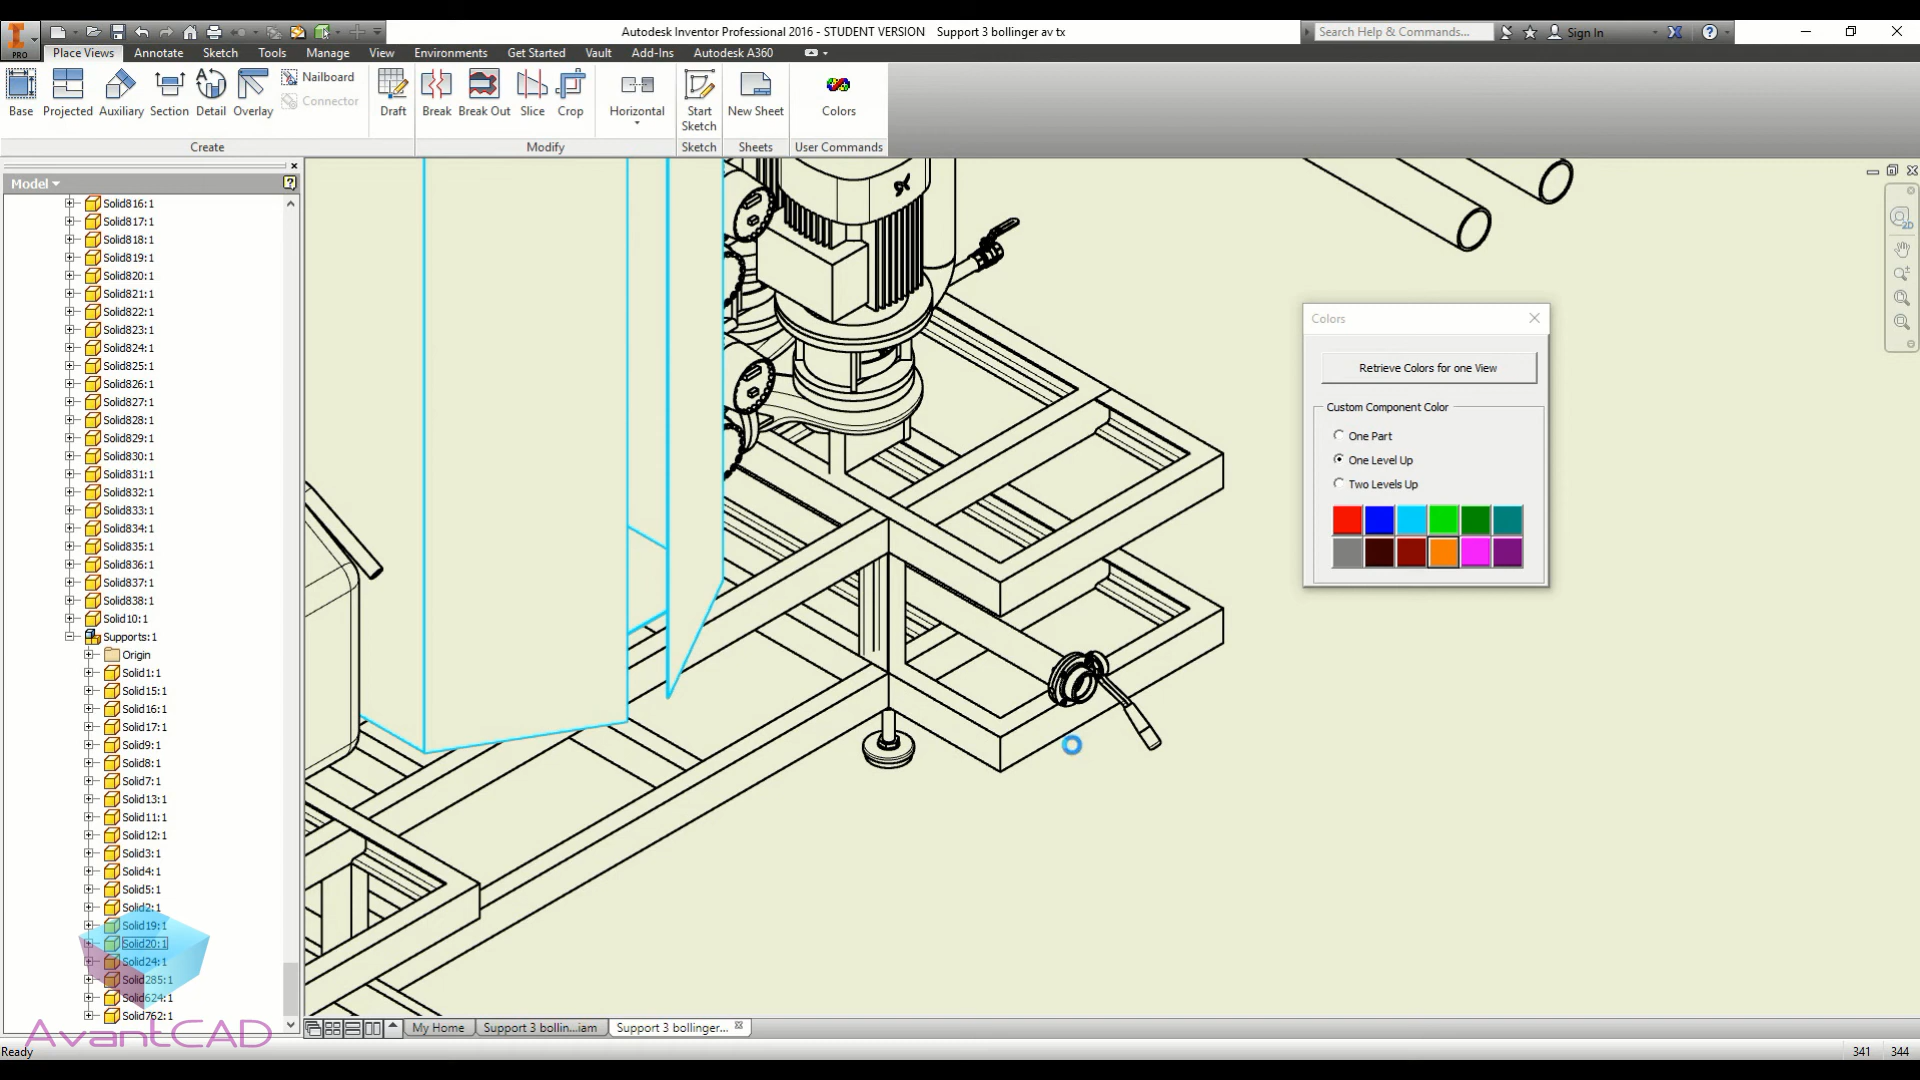 Autodesk Inventor Professional 2016 - STUDENT VERSION Support 3 bollinger av tx
Search Help & Commands...
Sign In
PRO
Place Views Annotate Sketch Tools Manage View Environments Get Started Vault Add-Ins Autodesk A360
Base Projected Auxiliary Section Detail Overlay
Nailboard
Connector
Draft Break Break Out Slice Crop Horizontal
Start Sketch
New Sheet
Colors
Create Modify Sketch Sheets User Commands
Model
Solid816:1
Solid817:1
Solid818:1
Solid819:1
Solid820:1
Solid821:1
Solid822:1
Solid823:1
Solid824:1
Solid825:1
Solid826:1
Solid827:1
Solid828:1
Solid829:1
Solid830:1
Solid831:1
Solid832:1
Solid833:1
Solid834:1
Solid835:1
Solid836:1
Solid837:1
Solid838:1
Solid10:1
Supports:1
Origin
Solid1:1
Solid15:1
Solid16:1
Solid17:1
Solid9:1
Solid8:1
Solid7:1
Solid13:1
Solid11:1
Solid12:1
Solid3:1
Solid4:1
Solid5:1
Solid2:1
Solid19:1
Solid20:1
Solid24:1
Solid285:1
Solid624:1
Solid762:1
AvantCAD
2D
Colors
Retrieve Colors for one View
Custom Component Color
One Part
One Level Up
Two Levels Up
My Home Support 3 bollin...iam Support 3 bollinger...
Ready
341 344